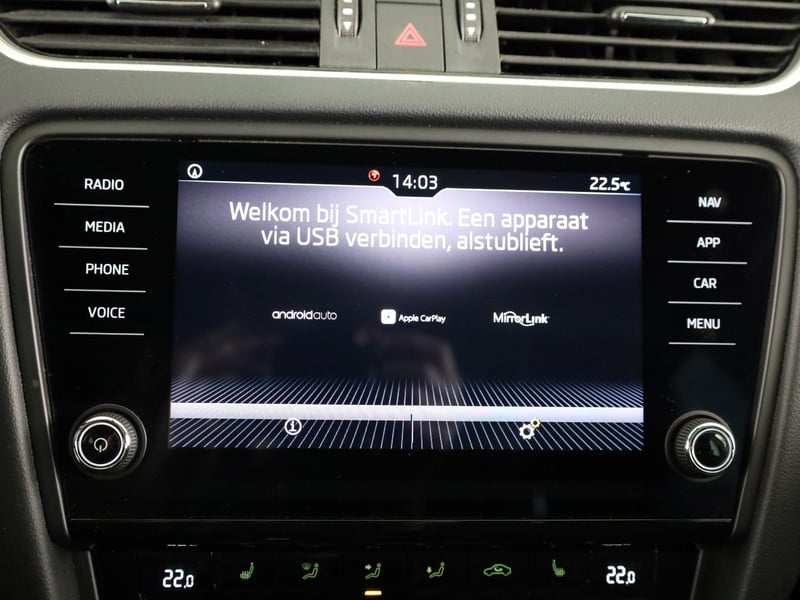 RADIO
MEDIA
PHONE
VOICE
14:03
22.5°C
Welkom bij SmartLink. Een apparaat
via USB verbinden, alstublieft.
androidauto
Apple CarPlay
MirrorLink
NAV
APP
CAR
MENU
22.0
22.0